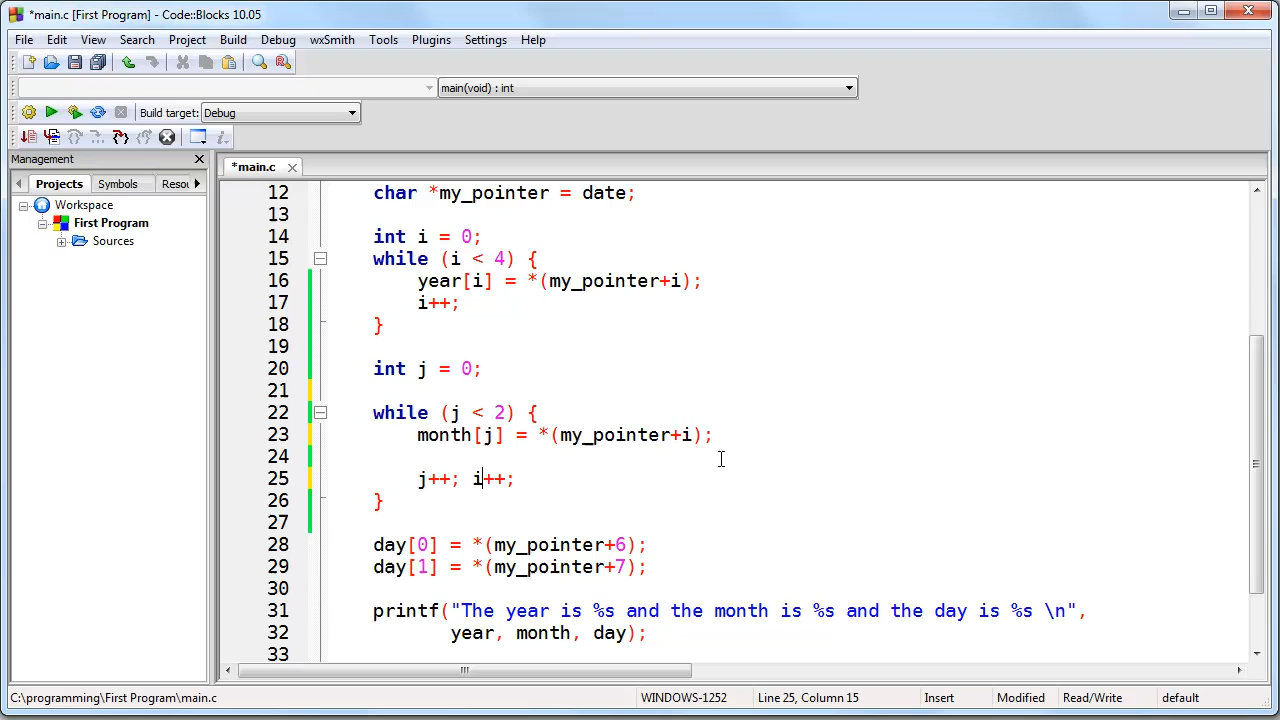 *main.c [First Program] - Code::Blocks 10.05
File Edit View Search Project Build Debug wxSmith Tools Plugins Settings Help
main(void) : int
Build target: Debug
Management
Projects Symbols Resou
Workspace
First Program
Sources
*main.c
12 char *my_pointer = date;
13
14 int i = 0;
15 while (i < 4) {
16 year[i] = *(my_pointer+i);
17 i++;
18 }
19
20 int j = 0;
21
22 while (j < 2) {
23 month[j] = *(my_pointer+i);
24
25 j++; i++;
26 }
27
28 day[0] = *(my_pointer+6);
29 day[1] = *(my_pointer+7);
30
31 printf("The year is %s and the month is %s and the day is %s \n",
32 year, month, day);
33
C:\programming\First Program\main.c WINDOWS-1252 Line 25, Column 15 Insert Modified Read/Write default